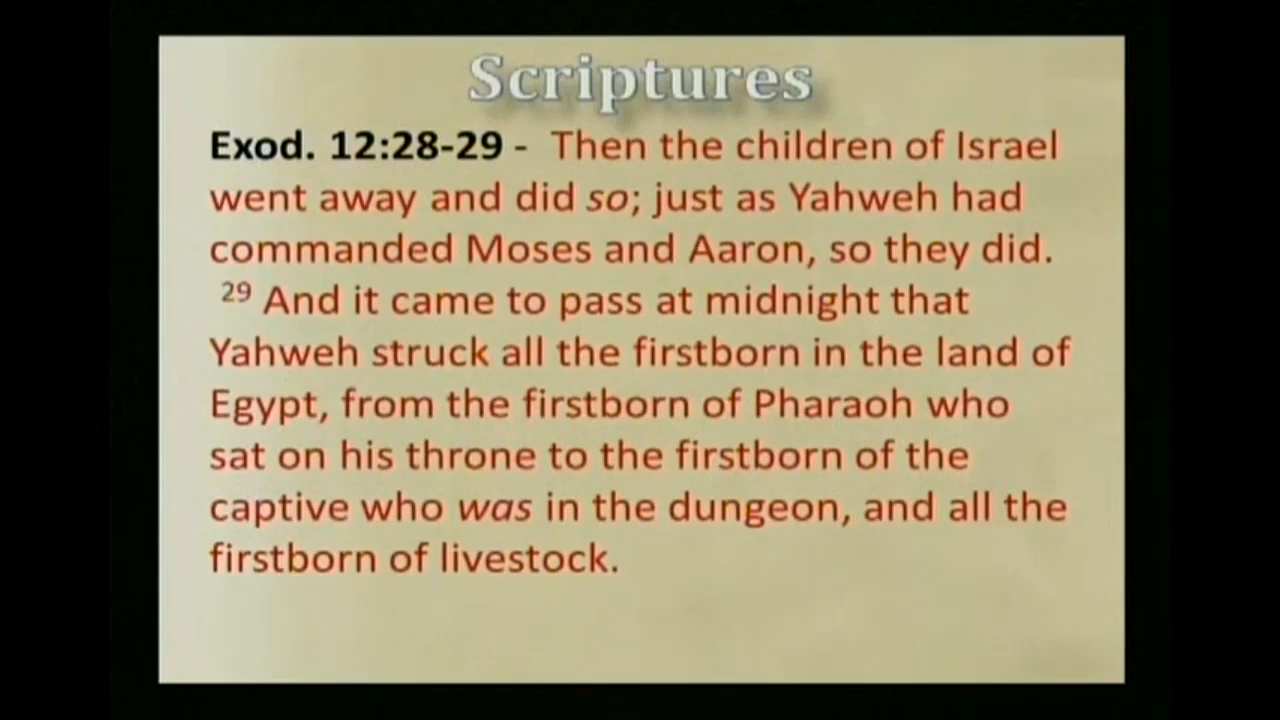 Scriptures
Exod. 12:28-29 - Then the children of Israel
went away and did so; just as Yahweh had
commanded Moses and Aaron, so they did.
29 And it came to pass at midnight that
Yahweh struck all the firstborn in the land of
Egypt, from the firstborn of Pharaoh who
sat on his throne to the firstborn of the
captive who was in the dungeon, and all the
firstborn of livestock.